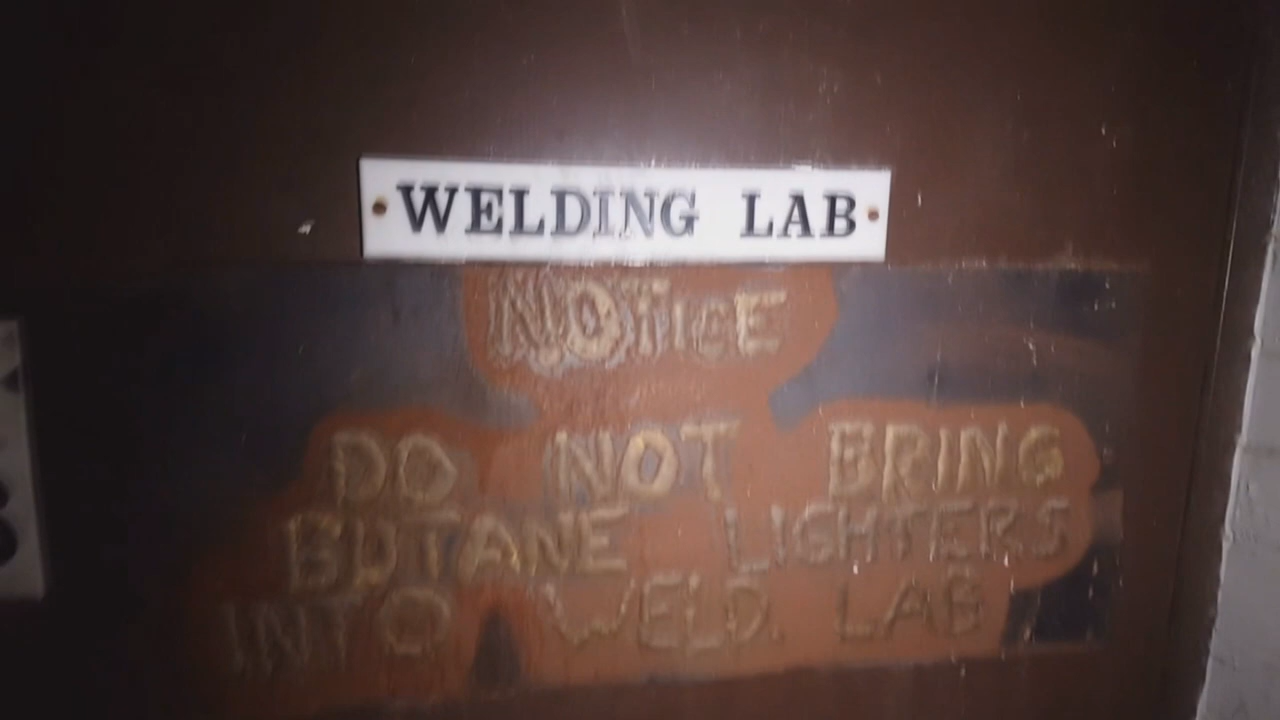 WELDING LAB
NOTICE
DO NOT BRING
BUTANE LIGHTERS
INTO WELD. LAB